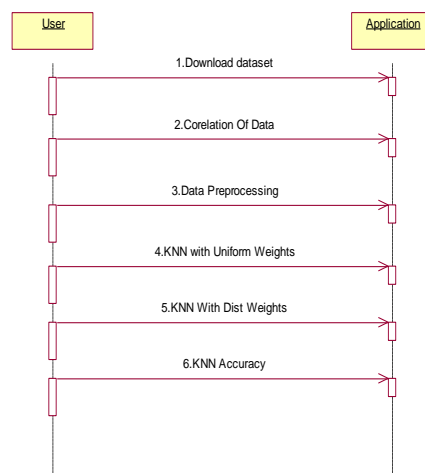 User
Application
1.Download dataset
2.Corelation Of Data
3.Data Preprocessing
4.KNN with Uniform Weights
5.KNN With Dist Weights
6.KNN Accuracy